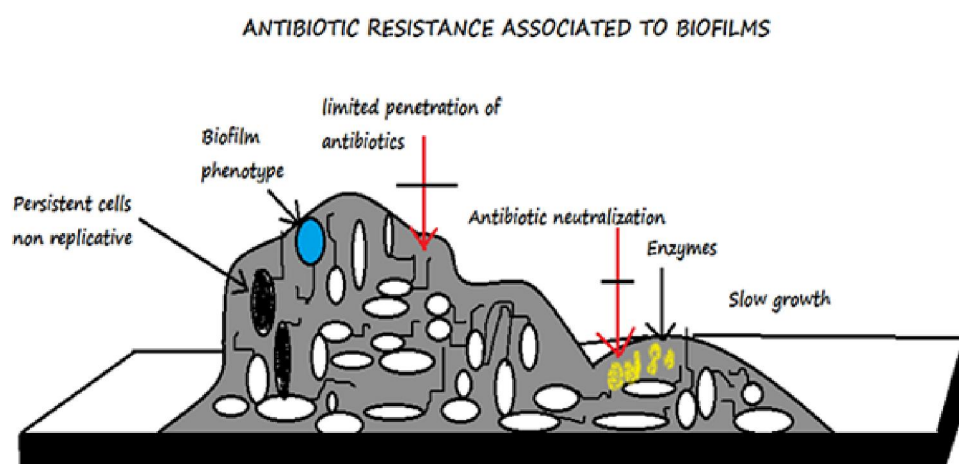 ANTIBIOTIC RESISTANCE ASSOCIATED TO BIOFILMS
limited penetration of
antibiotics
Biofilm
phenotype
Persistent cells
non replicative
Antibiotic neutralization
Enzymes
Slow growth